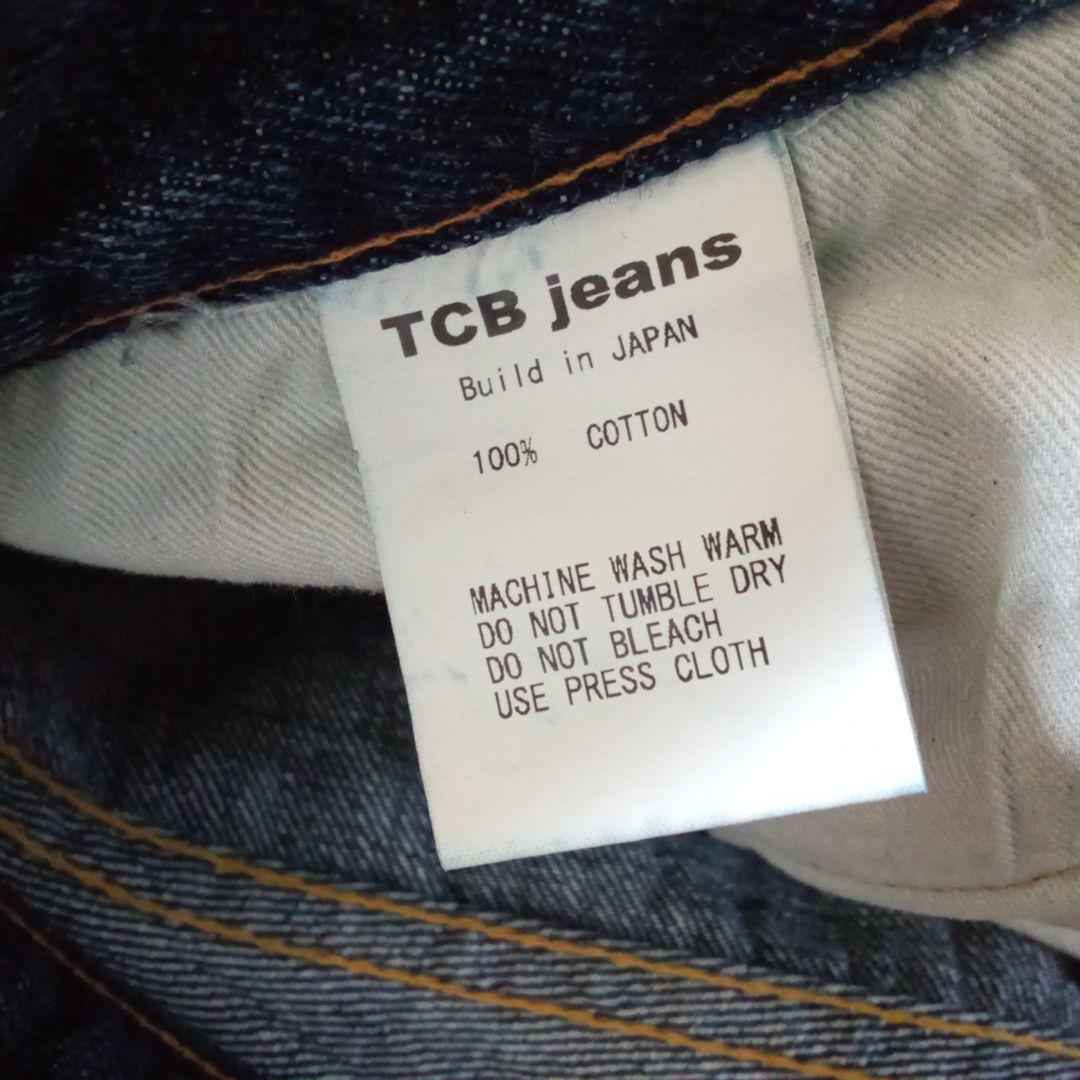 TCB jeans
Build in JAPAN
100% COTTON
MACHINE WASH WARM
DO NOT TUMBLE DRY
DO NOT BLEACH
USE PRESS CLOTH